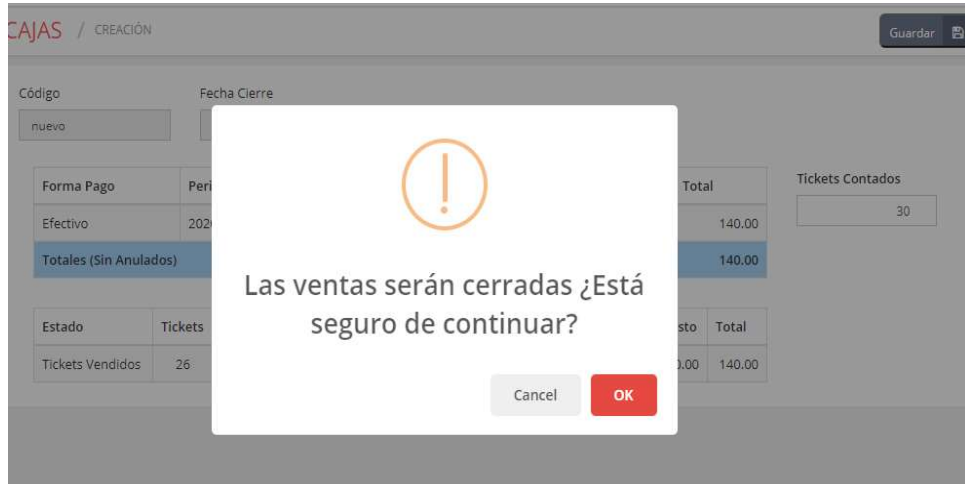 CAJAS / CREACIÓN
Guardar
Código Fecha Cierre
nuevo
Forma Pago Total
Tickets Contados
Efectivo 140.00
30
Totales (Sin Anulados) 140.00
Las ventas serán cerradas ¿Está
seguro de continuar?
Estado Tickets Total
Tickets Vendidos 26 140.00
Cancel OK